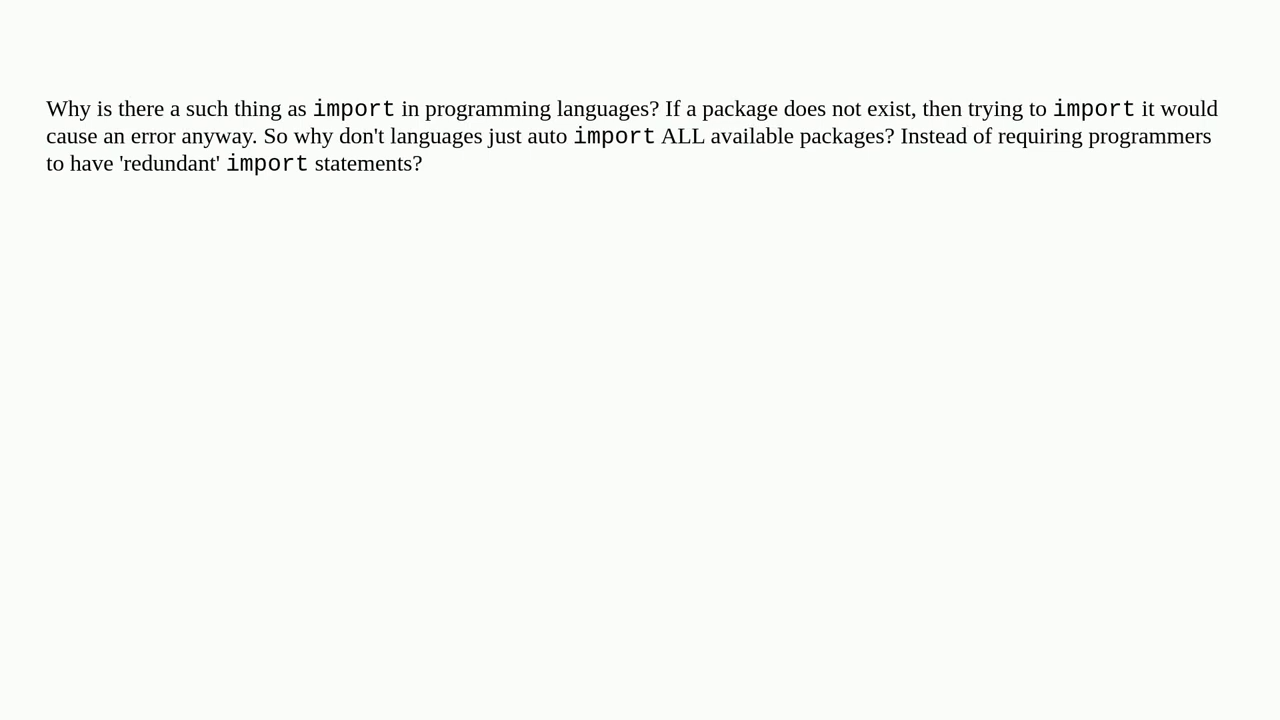 Why is there a such thing as import in programming languages? If a package does not exist, then trying to import it would
cause an error anyway. So why don't languages just auto import ALL available packages? Instead of requiring programmers
to have 'redundant' import statements?